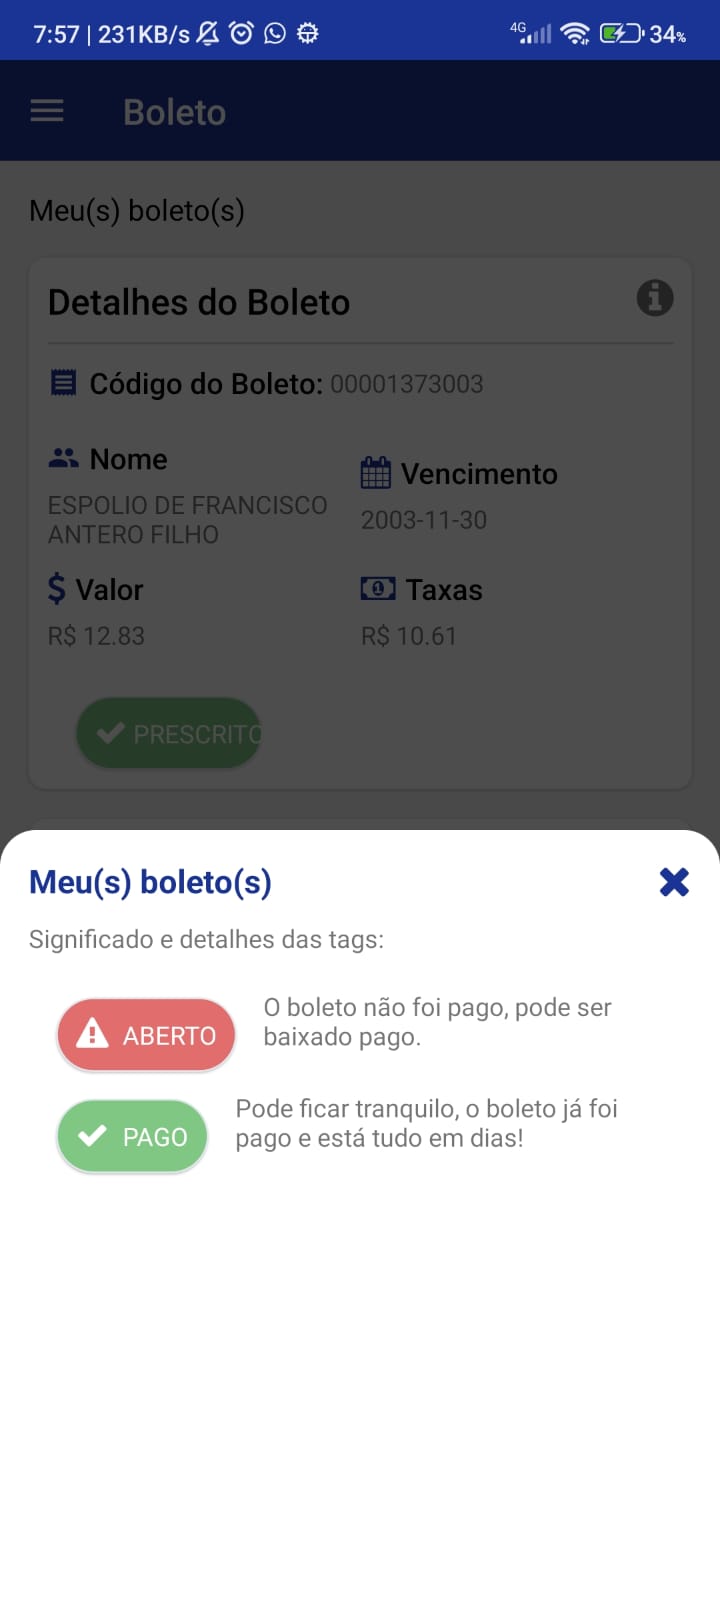 7:57 | 231KB/s 4G 34%
Boleto
Meu(s) boleto(s)
Detalhes do Boleto
Código do Boleto: 00001373003
Nome
ESPOLIO DE FRANCISCO
ANTERO FILHO
Vencimento
2003-11-30
Valor
R$ 12.83
Taxas
R$ 10.61
PRESCRITO
Meu(s) boleto(s)
Significado e detalhes das tags:
ABERTO
O boleto não foi pago, pode ser
baixado pago.
PAGO
Pode ficar tranquilo, o boleto já foi
pago e está tudo em dias!